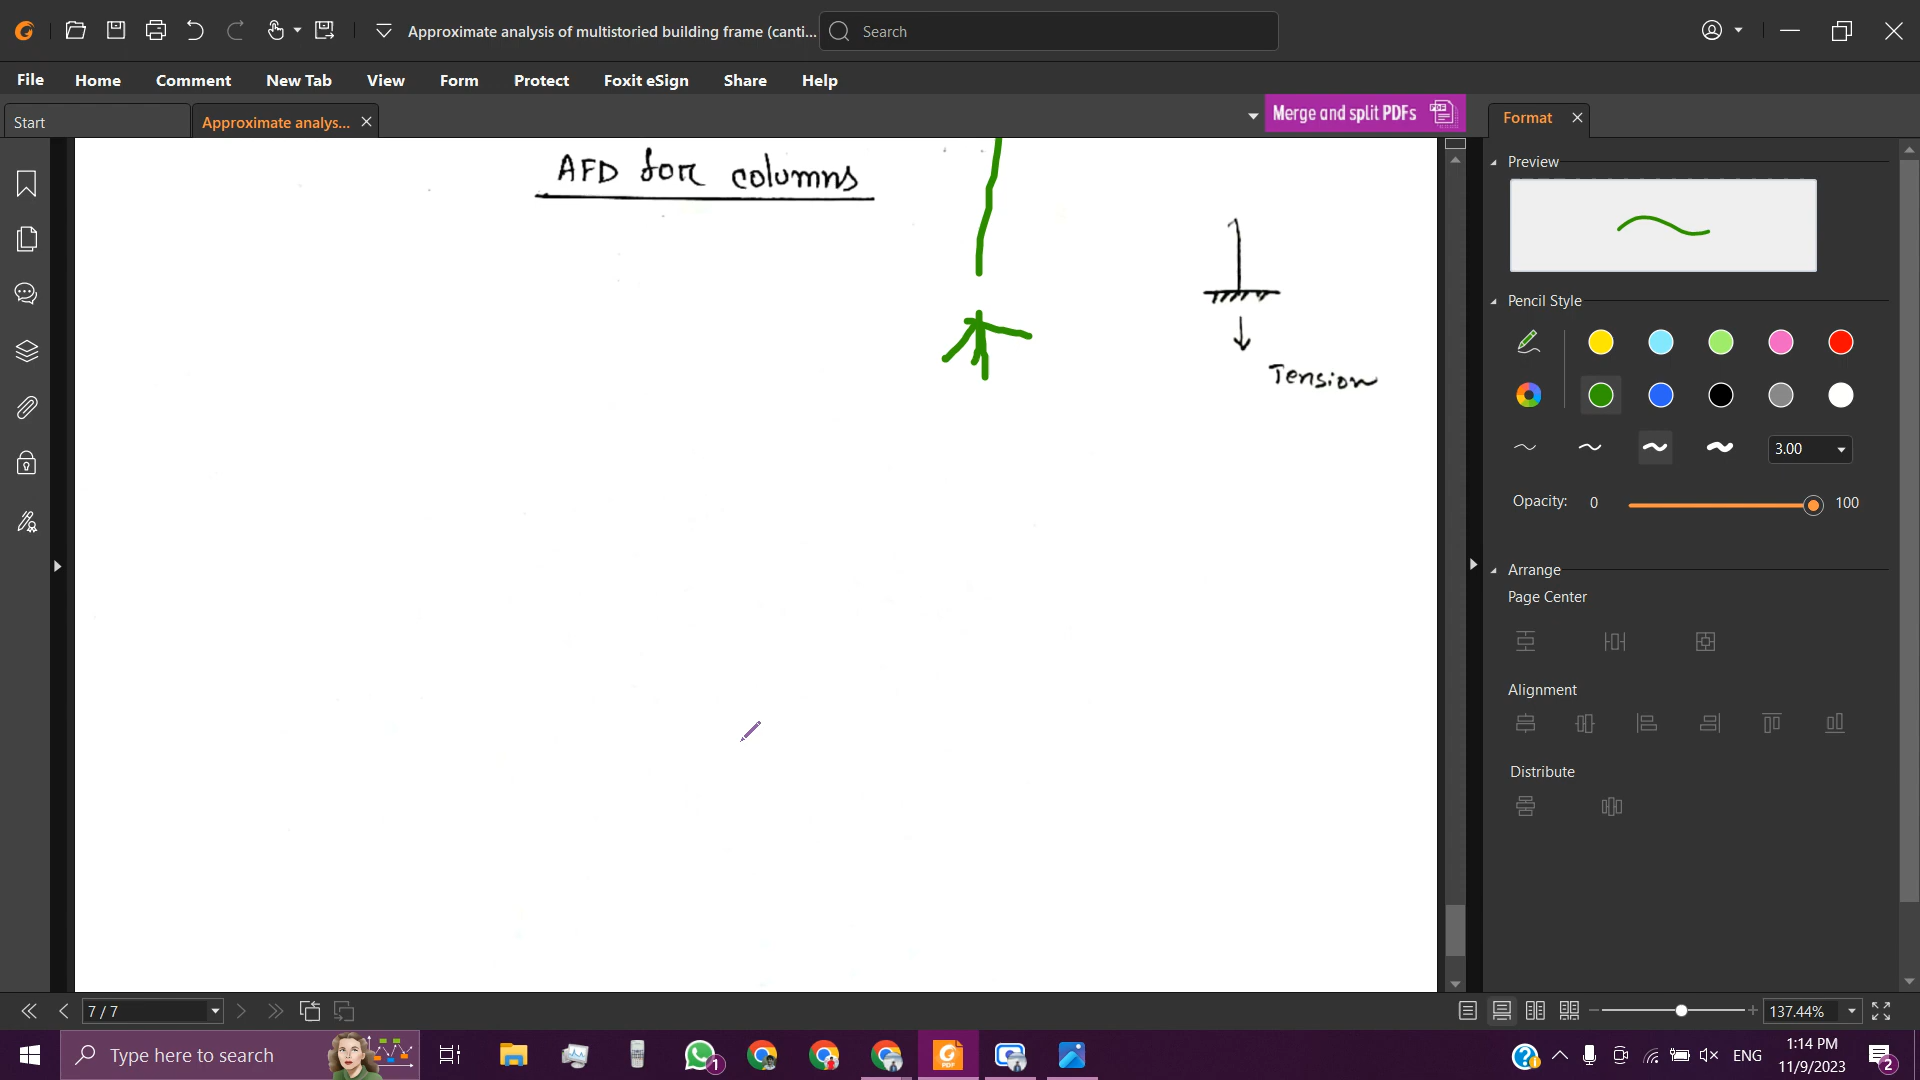 Approximate analysis of multistoried building frame (canti...
Search
File Home Comment New Tab View Form Protect Foxit eSign Share Help
Start
Approximate analys...
Merge and split PDFs
Format
AFD for columns
Tension
Preview
Pencil Style
3.00
Opacity: 0 100
Arrange
Page Center
Alignment
Distribute
7 / 7
137.44%
Type here to search
1
ENG
1:14 PM
11/9/2023
2